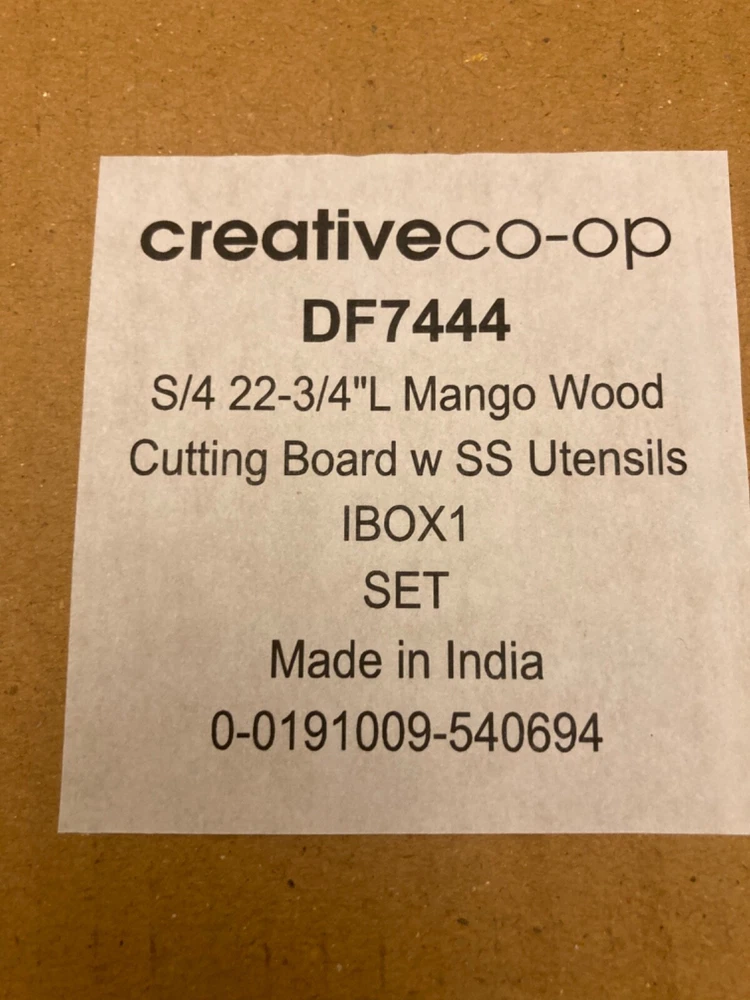 creativeco-op
DF7444
S/4 22-3/4"L Mango Wood
Cutting Board w SS Utensils
IBOX1
SET
Made in India
0-0191009-540694